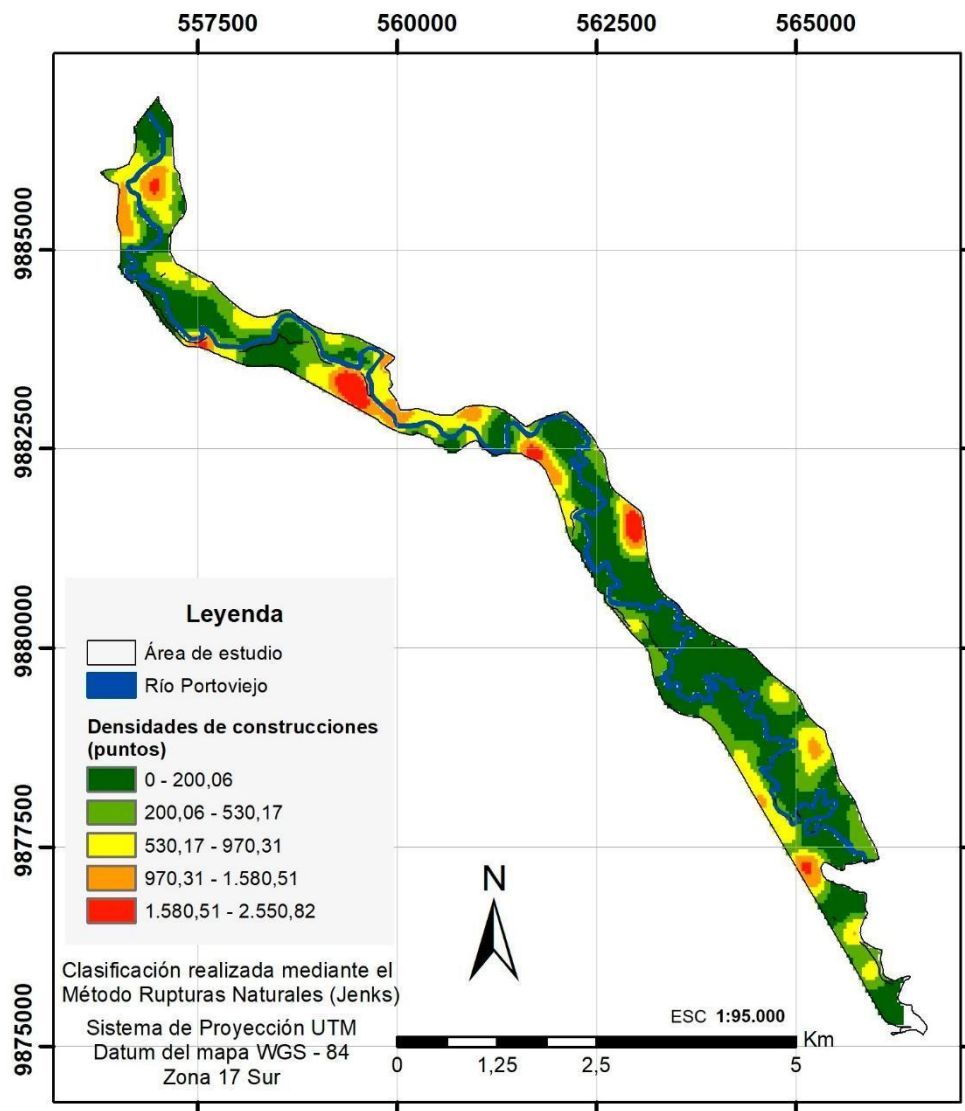 557500 560000 562500 565000
9885000
9882500
9880000
9877500
9875000
Leyenda
Área de estudio
Río Portoviejo
Densidades de construcciones
(puntos)
0 - 200,06
200,06 - 530,17
530,17 - 970,31
970,31 - 1.580,51
1.580,51 - 2.550,82
Clasificación realizada mediante el
Método Rupturas Naturales (Jenks)
Sistema de Proyección UTM
Datum del mapa WGS - 84
Zona 17 Sur
N
ESC 1:95.000
Km
0 1,25 2,5 5